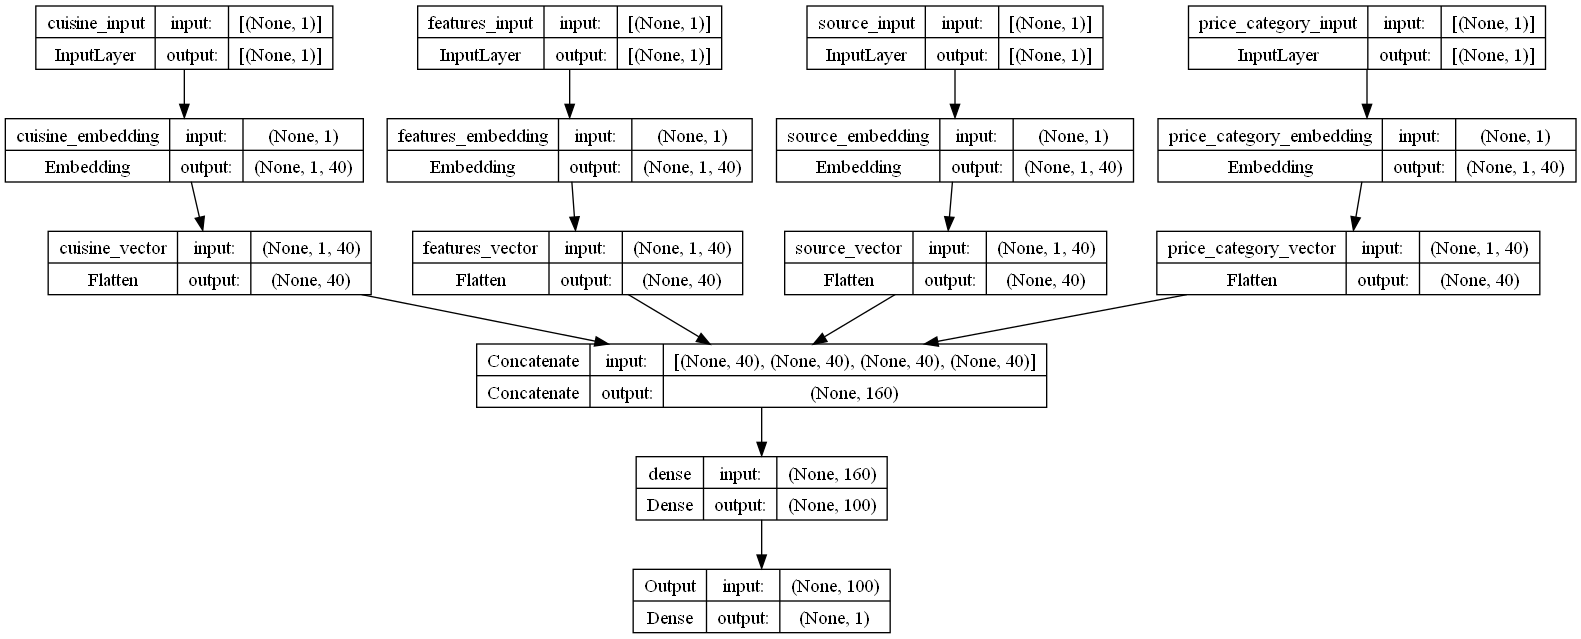 cuisine_input input: [(None, 1)]
InputLayer output: [(None, 1)]
features_input input: [(None, 1)]
InputLayer output: [(None, 1)]
source_input input: [(None, 1)]
InputLayer output: [(None, 1)]
price_category_input input: [(None, 1)]
InputLayer output: [(None, 1)]
cuisine_embedding input: (None, 1)
Embedding output: (None, 1, 40)
features_embedding input: (None, 1)
Embedding output: (None, 1, 40)
source_embedding input: (None, 1)
Embedding output: (None, 1, 40)
price_category_embedding input: (None, 1)
Embedding output: (None, 1, 40)
cuisine_vector input: (None, 1, 40)
Flatten output: (None, 40)
features_vector input: (None, 1, 40)
Flatten output: (None, 40)
source_vector input: (None, 1, 40)
Flatten output: (None, 40)
price_category_vector input: (None, 1, 40)
Flatten output: (None, 40)
Concatenate input: [(None, 40), (None, 40), (None, 40), (None, 40)]
Concatenate output: (None, 160)
dense input: (None, 160)
Dense output: (None, 100)
Output input: (None, 100)
Dense output: (None, 1)